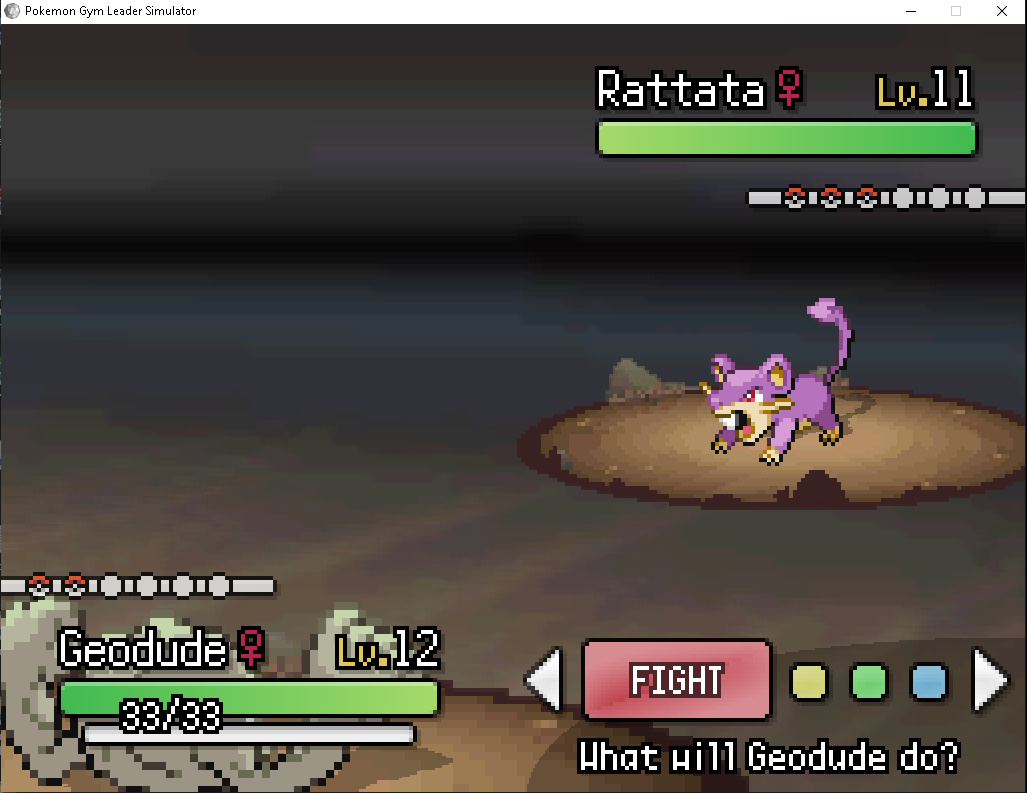 Pokemon Gym Leader Simulator
Rattata♀ Lv.11
Geodude♀ Lv.12
33/33
FIGHT
What will Geodude do?